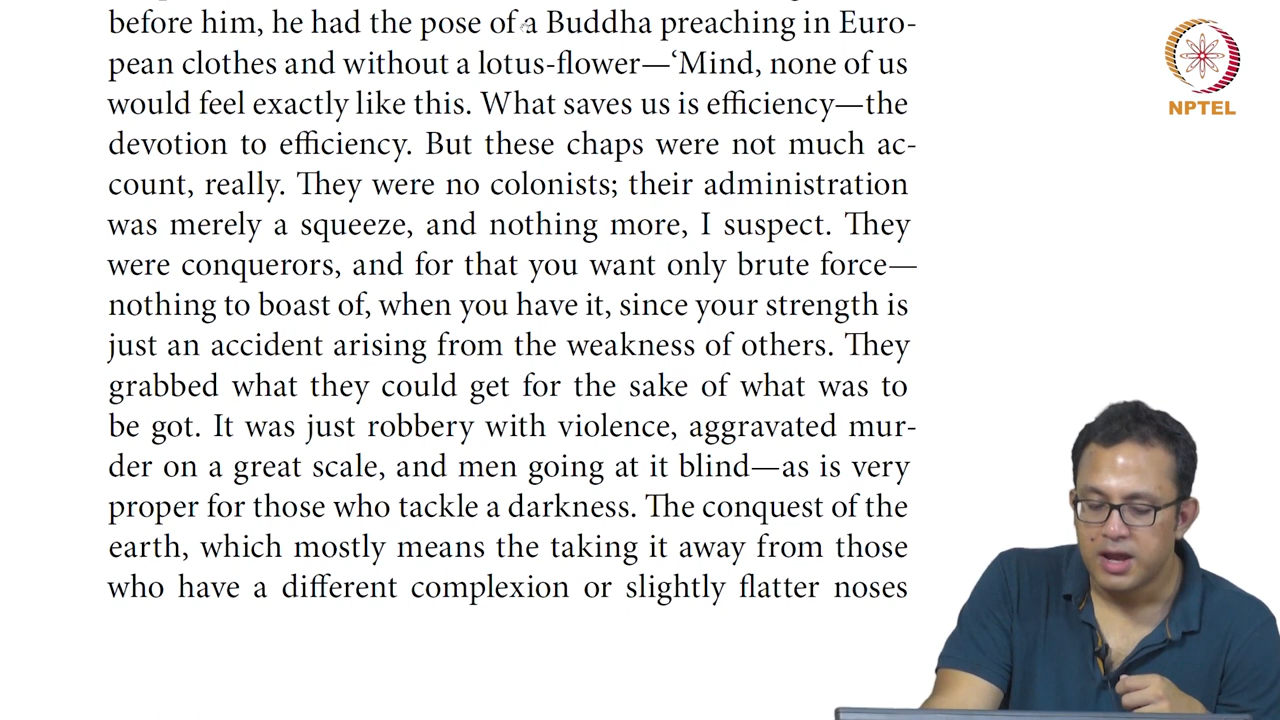 before him, he had the pose of a Buddha preaching in Euro-
pean clothes and without a lotus-flower—‘Mind, none of us
would feel exactly like this. What saves us is efficiency—the
devotion to efficiency. But these chaps were not much ac-
count, really. They were no colonists; their administration
was merely a squeeze, and nothing more, I suspect. They
were conquerors, and for that you want only brute force—
nothing to boast of, when you have it, since your strength is
just an accident arising from the weakness of others. They
grabbed what they could get for the sake of what was to
be got. It was just robbery with violence, aggravated mur-
der on a great scale, and men going at it blind—as is very
proper for those who tackle a darkness. The conquest of the
earth, which mostly means the taking it away from those
who have a different complexion or slightly flatter noses
NPTEL